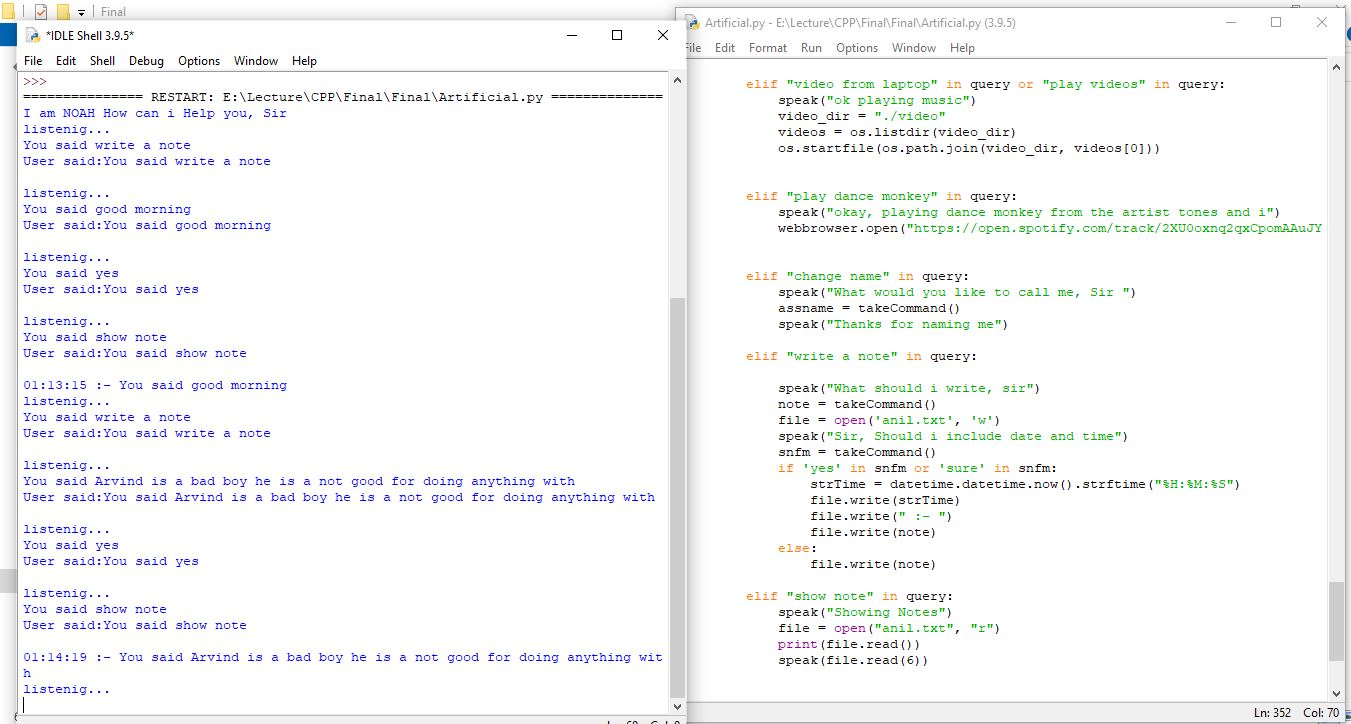 Final
*IDLE Shell 3.9.5*
File Edit Shell Debug Options Window Help
>>>
=============== RESTART: E:\Lecture\CPP\Final\Final\Artificial.py ==============
I am NOAH How can i Help you, Sir
listenig...
You said write a note
User said:You said write a note
listenig...
You said good morning
User said:You said good morning
listenig...
You said yes
User said:You said yes
listenig...
You said show note
User said:You said show note
01:13:15 :- You said good morning
listenig...
You said write a note
User said:You said write a note
listenig...
You said Arvind is a bad boy he is a not good for doing anything with
User said:You said Arvind is a bad boy he is a not good for doing anything with
listenig...
You said yes
User said:You said yes
listenig...
You said show note
User said:You said show note
01:14:19 :- You said Arvind is a bad boy he is a not good for doing anything wit
h
listenig...
Artificial.py - E:\Lecture\CPP\Final\Final\Artificial.py (3.9.5)
File Edit Format Run Options Window Help
elif "video from laptop" in query or "play videos" in query:
speak("ok playing music")
video_dir = "./video"
videos = os.listdir(video_dir)
os.startfile(os.path.join(video_dir, videos[0]))
elif "play dance monkey" in query:
speak("okay, playing dance monkey from the artist tones and i")
webbrowser.open("https://open.spotify.com/track/2XU0oxnq2qxCpomAAuJY
elif "change name" in query:
speak("What would you like to call me, Sir ")
assname = takeCommand()
speak("Thanks for naming me")
elif "write a note" in query:
speak("What should i write, sir")
note = takeCommand()
file = open('anil.txt', 'w')
speak("Sir, Should i include date and time")
snfm = takeCommand()
if 'yes' in snfm or 'sure' in snfm:
strTime = datetime.datetime.now().strftime("%H:%M:%S")
file.write(strTime)
file.write(" :- ")
file.write(note)
else:
file.write(note)
elif "show note" in query:
speak("Showing Notes")
file = open("anil.txt", "r")
print(file.read())
speak(file.read(6))
Ln: 352 Col: 70